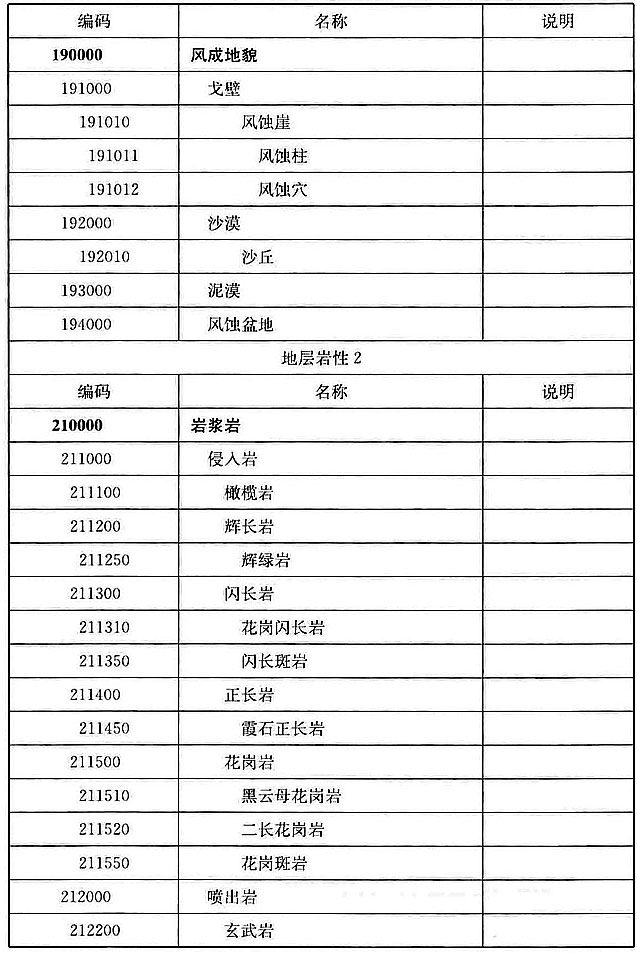 编码 名称 说明
190000 风成地貌
191000 戈壁
191010 风蚀崖
191011 风蚀柱
191012 风蚀穴
192000 沙漠
192010 沙丘
193000 泥漠
194000 风蚀盆地
地层岩性 2
编码 名称 说明
210000 岩浆岩
211000 侵入岩
211100 橄榄岩
211200 辉长岩
211250 辉绿岩
211300 闪长岩
211310 花岗闪长岩
211350 闪长斑岩
211400 正长岩
211450 霞石正长岩
211500 花岗岩
211510 黑云母花岗岩
211520 二长花岗岩
211550 花岗斑岩
212000 喷出岩
212200 玄武岩